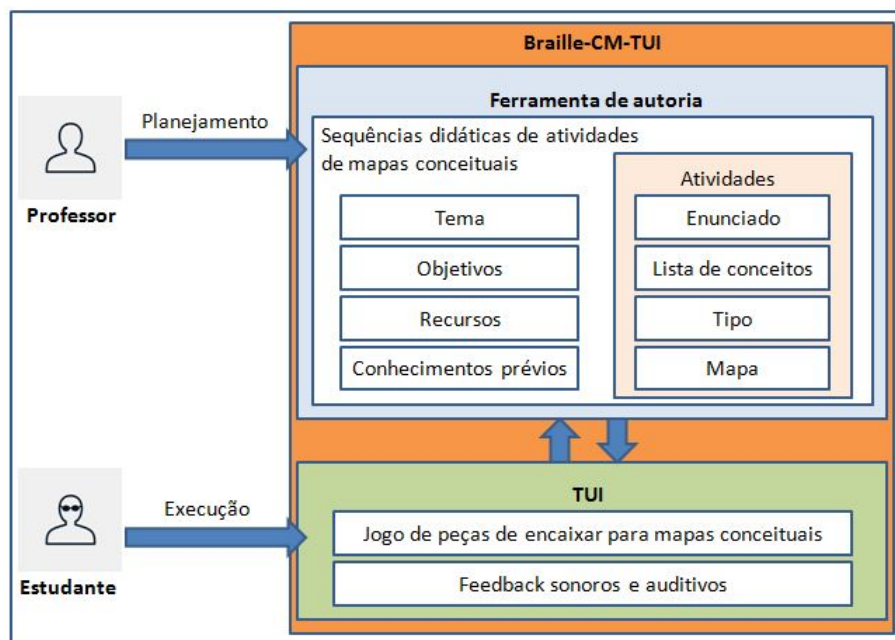 Braille-CM-TUI
Ferramenta de autoria
Planejamento
Professor
Sequências didáticas de atividades
de mapas conceituais
Tema
Objetivos
Recursos
Conhecimentos prévios
Atividades
Enunciado
Lista de conceitos
Tipo
Mapa
TUI
Execução
Estudante
Jogo de peças de encaixar para mapas conceituais
Feedback sonoros e auditivos